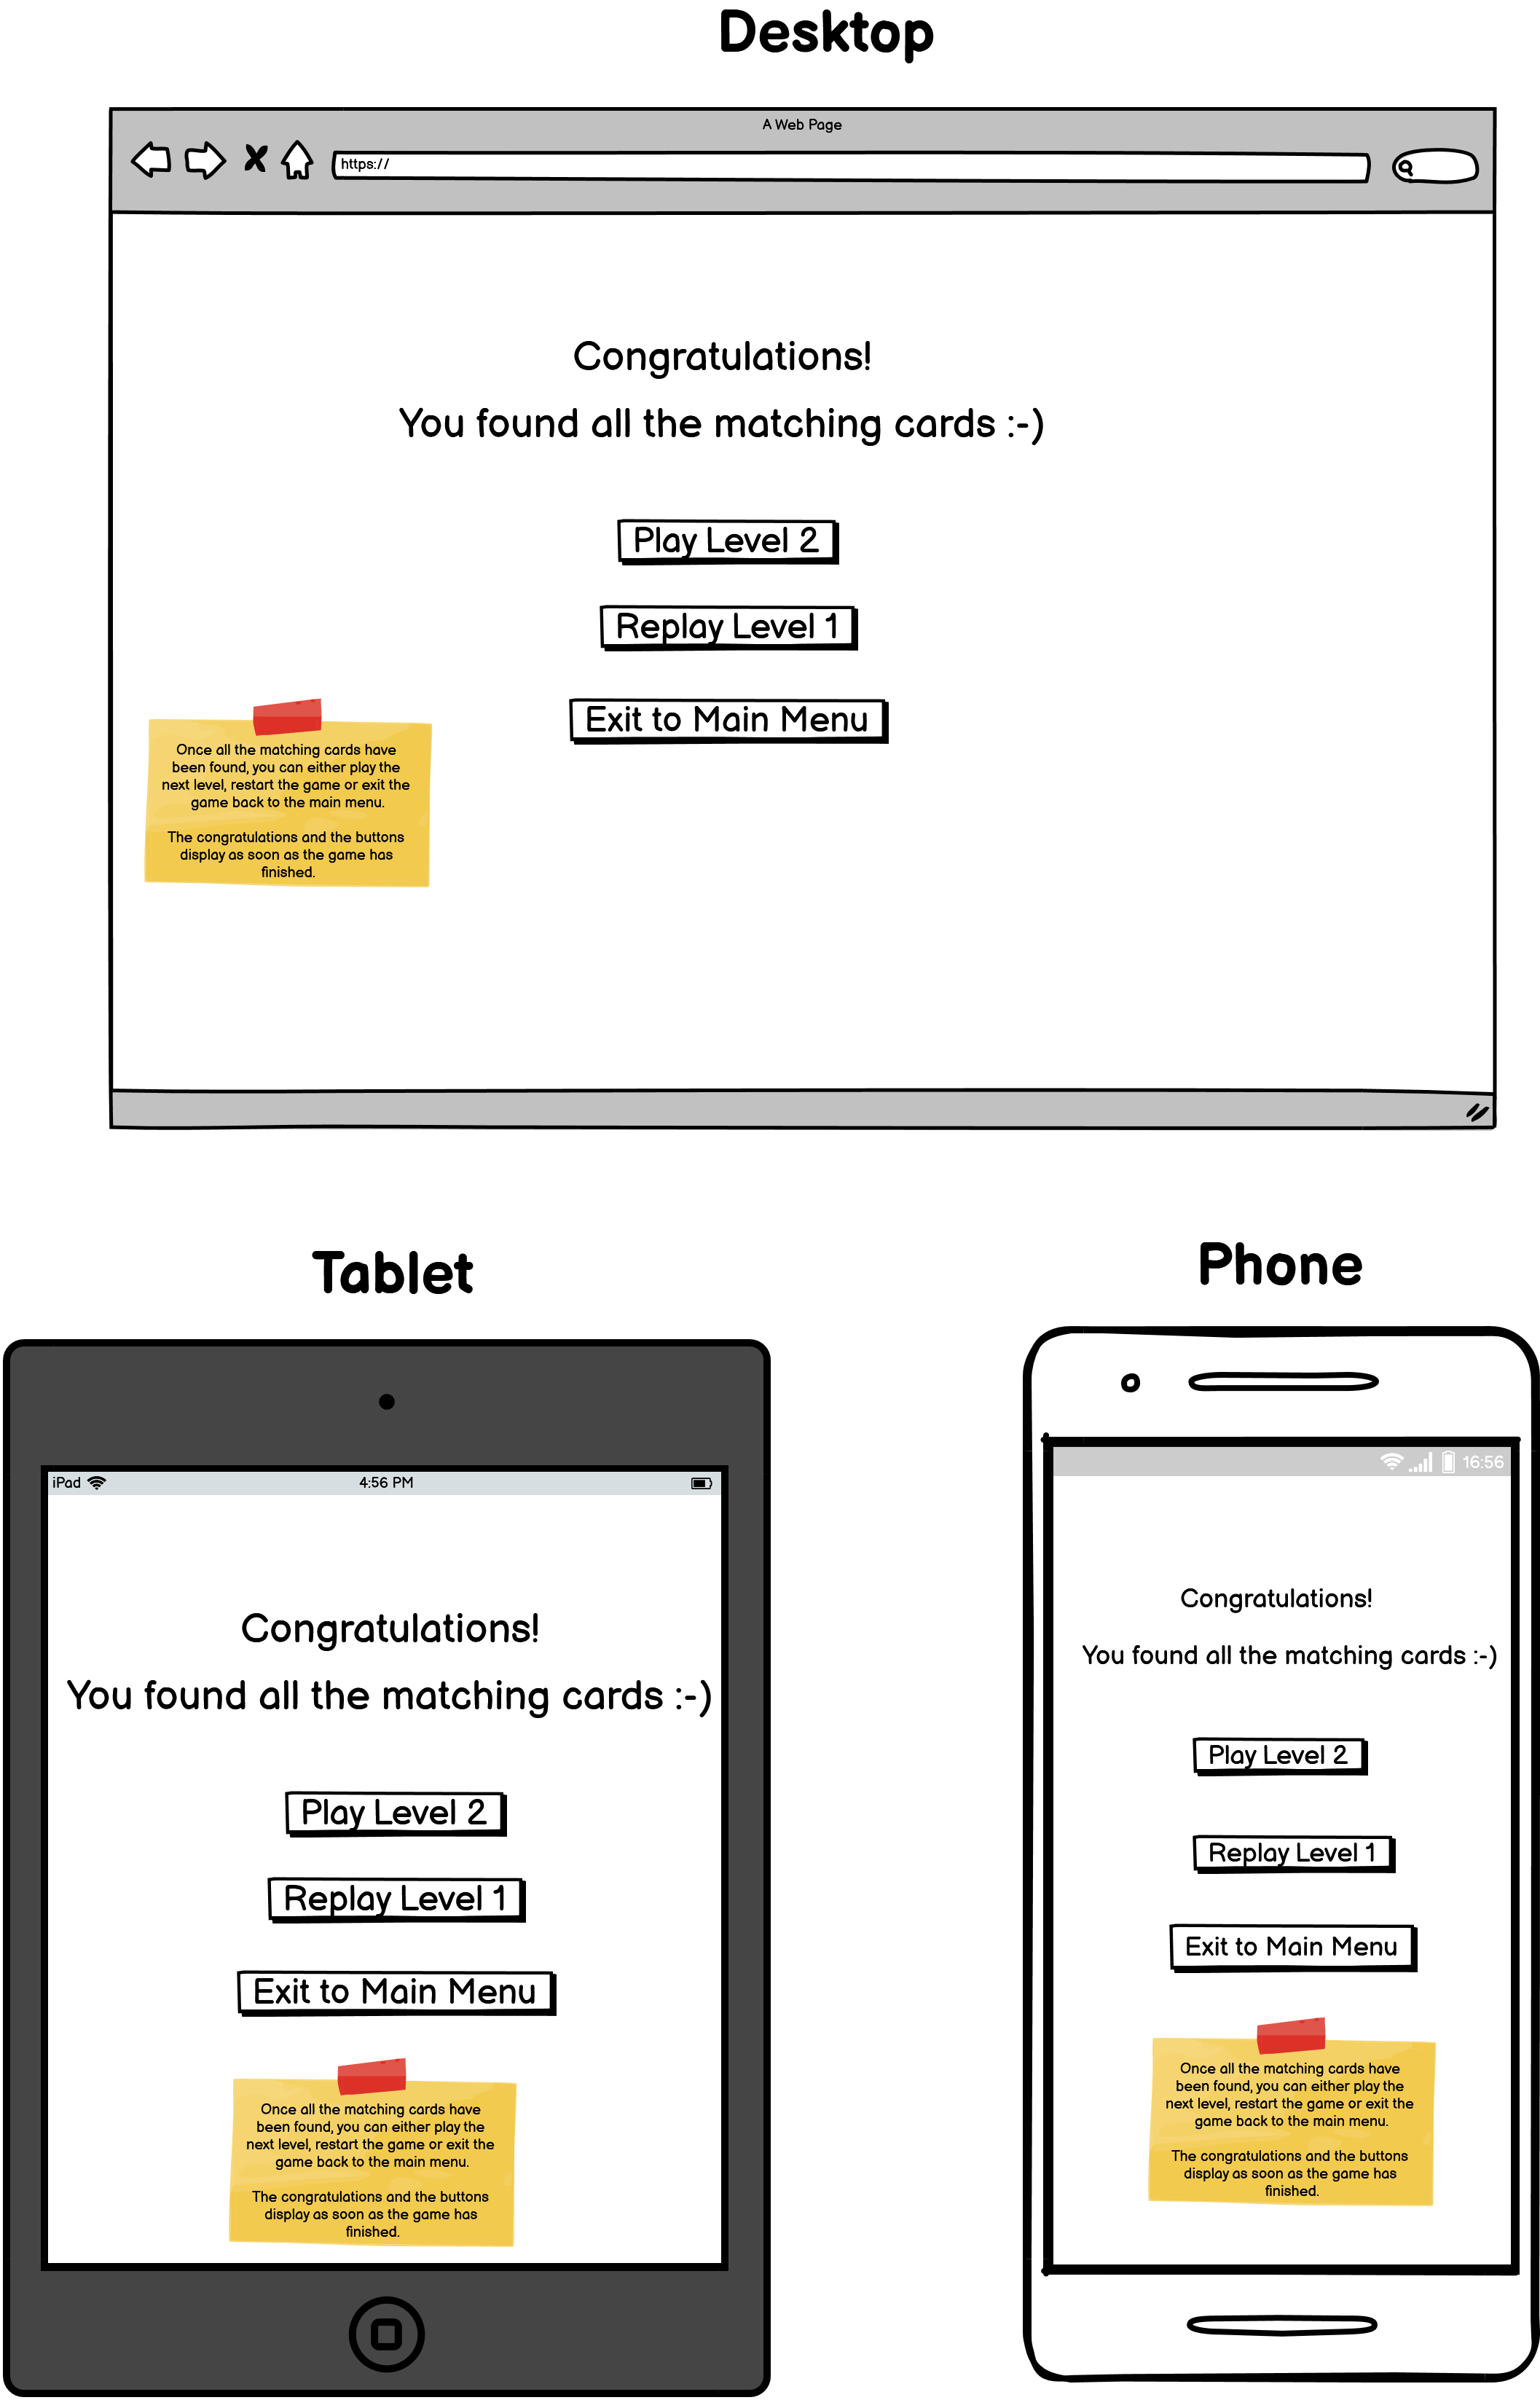 Desktop
A Web Page
https://
Congratulations!
You found all the matching cards :-)
Play Level 2
Replay Level 1
Exit to Main Menu
Once all the matching cards have
been found, you can either play the
next level, restart the game or exit the
game back to the main menu.
The congratulations and the buttons
display as soon as the game has
finished.
Tablet
iPad 4:56 PM
Congratulations!
You found all the matching cards :-)
Play Level 2
Replay Level 1
Exit to Main Menu
Once all the matching cards have
been found, you can either play the
next level, restart the game or exit the
game back to the main menu.
The congratulations and the buttons
display as soon as the game has
finished.
Phone
16:56
Congratulations!
You found all the matching cards :-)
Play Level 2
Replay Level 1
Exit to Main Menu
Once all the matching cards have
been found, you can either play the
next level, restart the game or exit the
game back to the main menu.
The congratulations and the buttons
display as soon as the game has
finished.